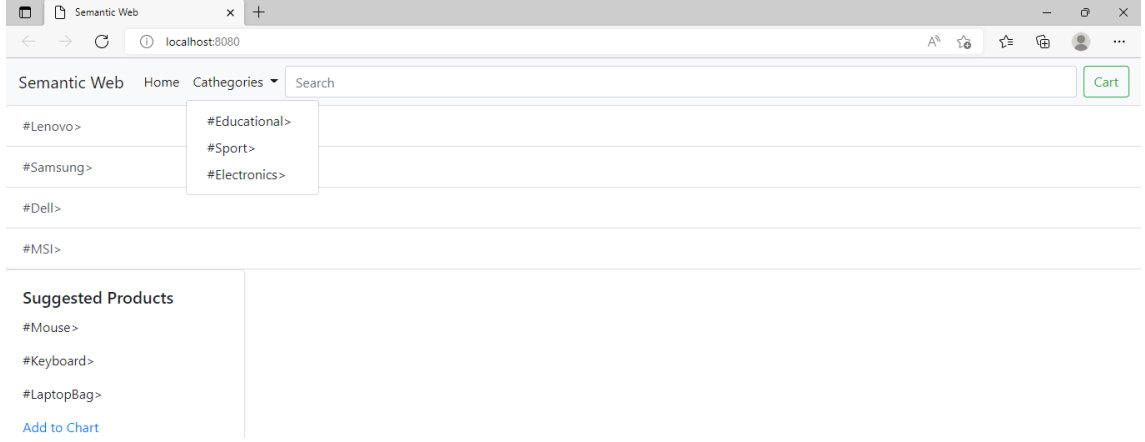 Semantic Web
localhost:8080
Semantic Web Home Cathegories Search Cart
#Educational>
#Sport>
#Electronics>
#Lenovo>
#Samsung>
#Dell>
#MSI>
Suggested Products
#Mouse>
#Keyboard>
#LaptopBag>
Add to Chart